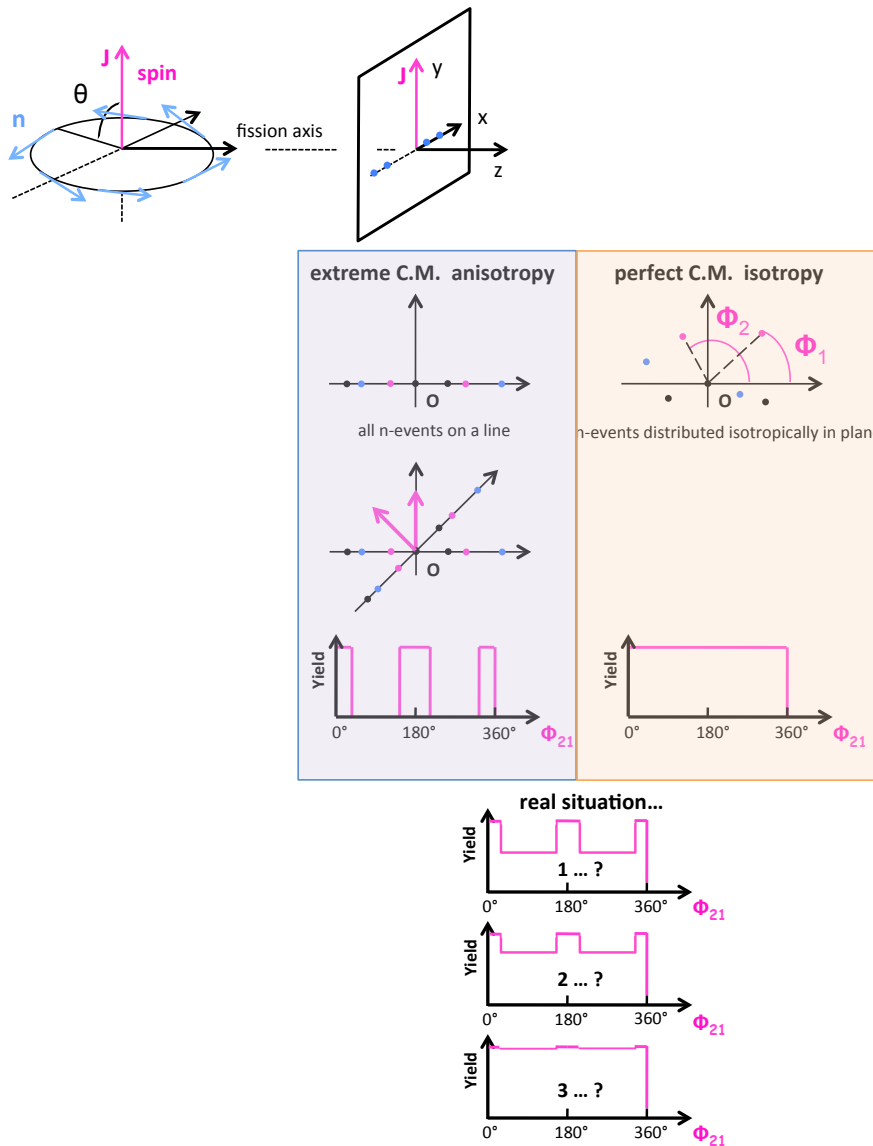 J
spin
θ
n
fission axis
J
y
x
z
extreme C.M. anisotropy
perfect C.M. isotropy
Φ2
Φ1
O
O
all n-events on a line
n-events distributed isotropically in plan
O
Yield
0°
180°
360°
Φ21
Yield
0°
180°
360°
Φ21
real situation...
Yield
1 ... ?
0°
180°
360°
Φ21
Yield
2 ... ?
0°
180°
360°
Φ21
Yield
3 ... ?
0°
180°
360°
Φ21